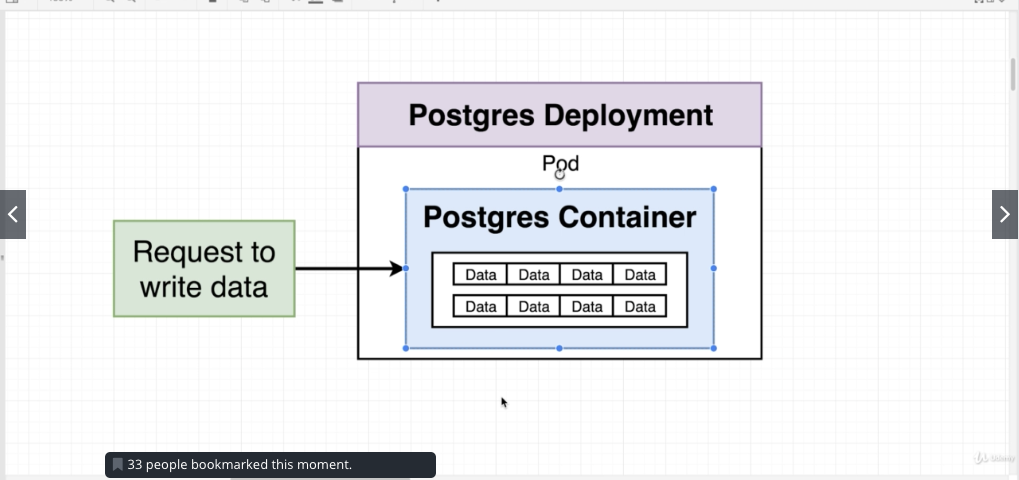 Postgres Deployment
Pod
Postgres Container
Request to
write data
Data Data Data Data
Data Data Data Data
33 people bookmarked this moment.
Udemy